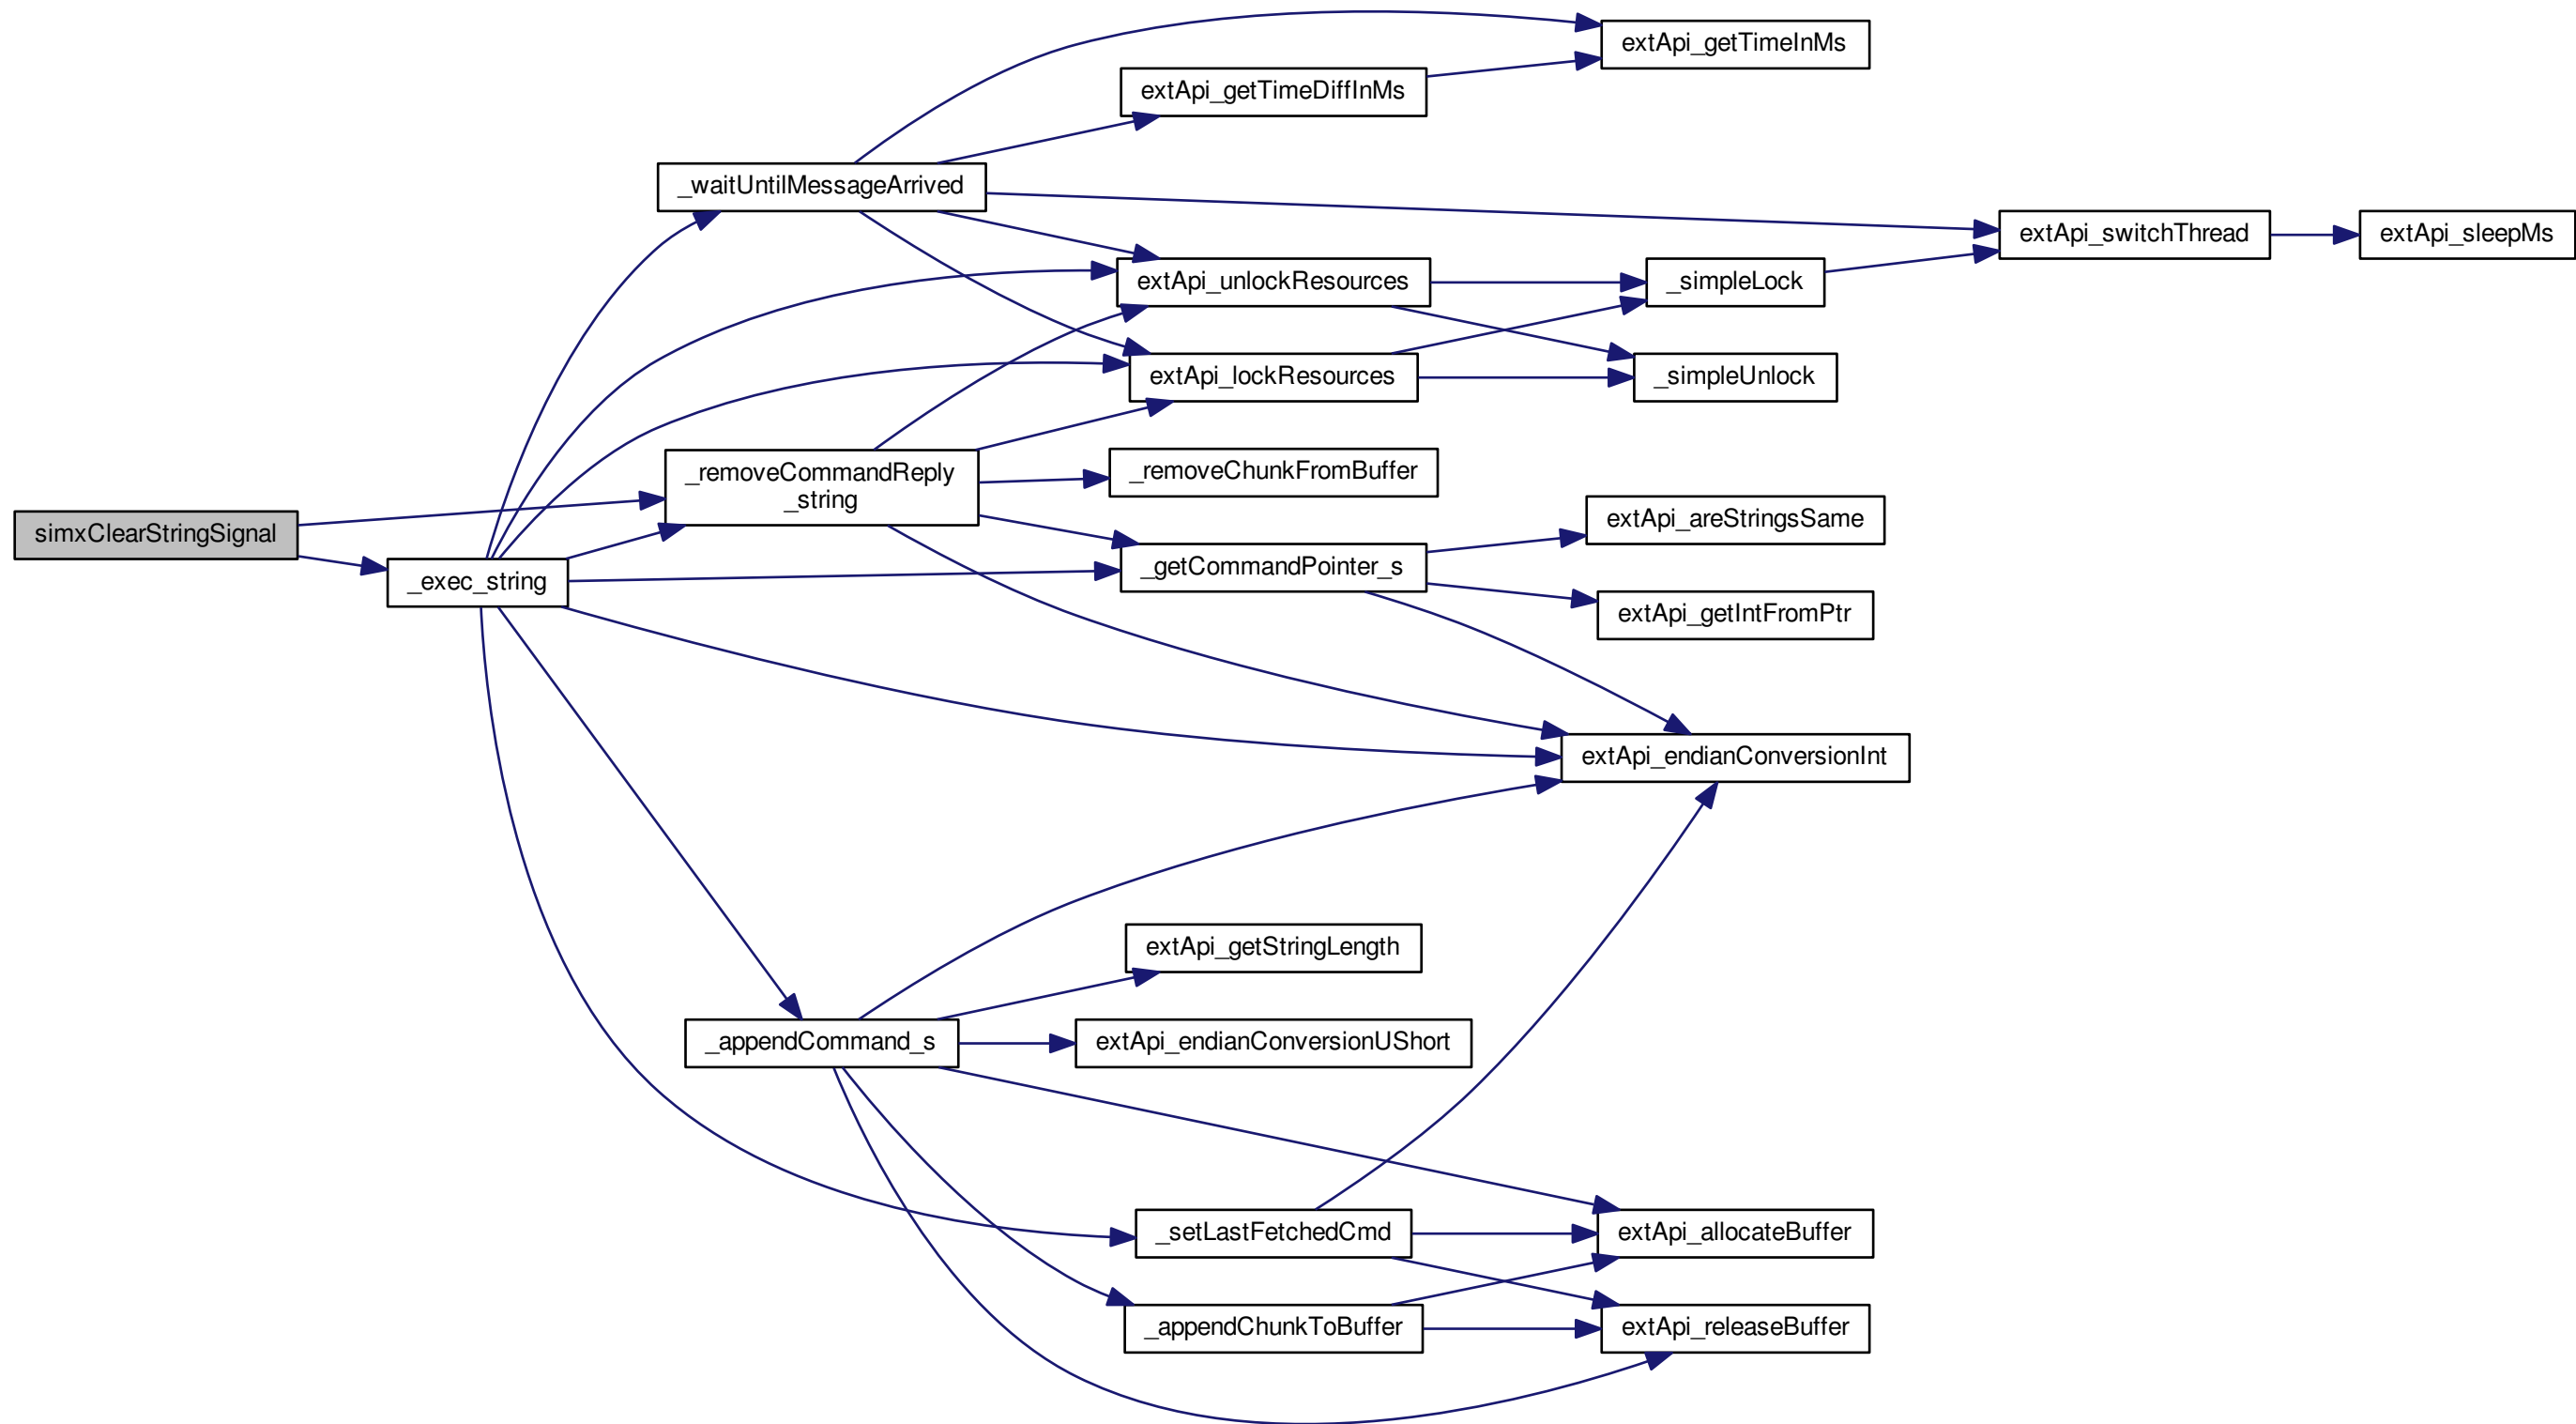 extApi_getTimeInMs
extApi_getTimeDiffInMs
_waitUntilMessageArrived
extApi_switchThread
extApi_sleepMs
extApi_unlockResources
_simpleLock
extApi_lockResources
_simpleUnlock
_removeCommandReply
_string
_removeChunkFromBuffer
simxClearStringSignal
extApi_areStringsSame
_exec_string
_getCommandPointer_s
extApi_getIntFromPtr
extApi_endianConversionInt
extApi_getStringLength
_appendCommand_s
extApi_endianConversionUShort
_setLastFetchedCmd
extApi_allocateBuffer
_appendChunkToBuffer
extApi_releaseBuffer